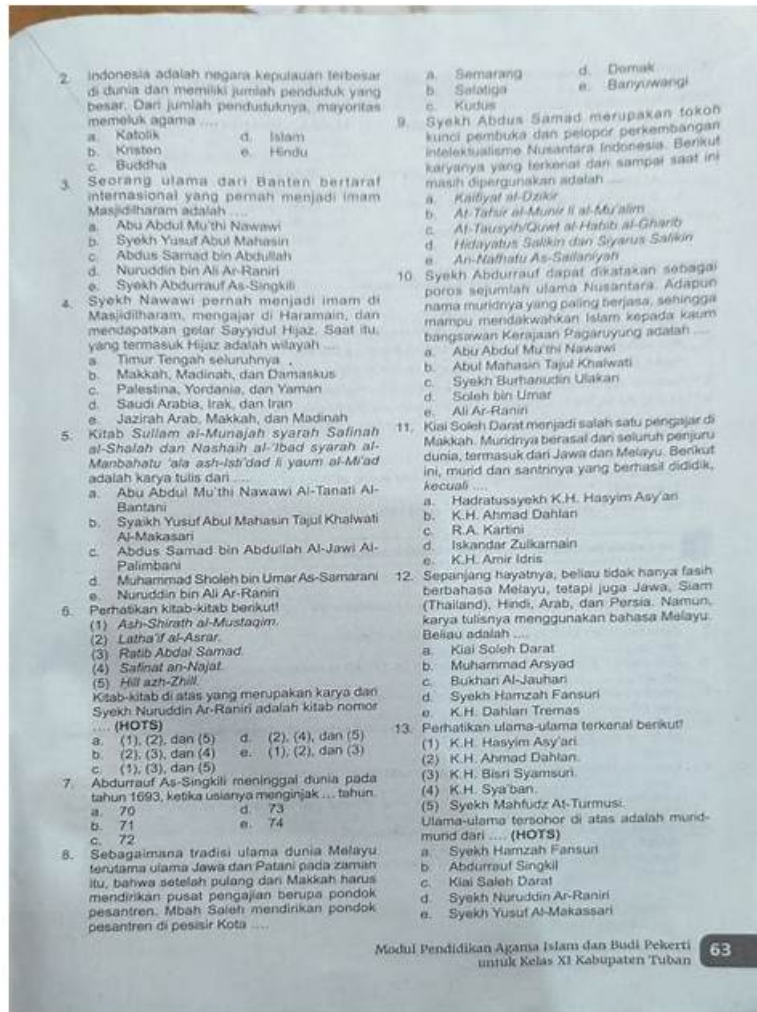 2. Indonesia adalah negara kepulauan terbesar
di dunia dan memiliki jumlah penduduk yang
besar. Dari jumlah penduduknya, mayoritas
memeluk agama ....
a. Katolik d. Islam
b. Kristen e. Hindu
c. Buddha
3. Seorang ulama dari Banten bertaraf
internasional yang pernah menjadi imam
Masjidilharam adalah ....
a. Abu Abdul Mu'thi Nawawi
b. Syekh Yusuf Abul Mahasin
c. Abdus Samad bin Abdullah
d. Nuruddin bin Ali Ar-Raniri
e. Syekh Abdurrauf As-Singkili
4. Syekh Nawawi pernah menjadi imam di
Masjidilharam, mengajar di Haramain, dan
mendapatkan gelar Sayyidul Hijaz. Saat itu,
yang termasuk Hijaz adalah wilayah ....
a. Timur Tengah seluruhnya
b. Makkah, Madinah, dan Damaskus
c. Palestina, Yordania, dan Yaman
d. Saudi Arabia, Irak, dan Iran
e. Jazirah Arab, Makkah, dan Madinah
5. Kitab Sullam al-Munajah syarah Safinah
al-Shalah dan Nashaih al-'Ibad syarah al-
Manbahatu 'ala ash-Isti'dad li yaum al-Mi'ad
adalah karya tulis dari ....
a. Abu Abdul Mu'thi Nawawi Al-Tanati Al-
Bantani
b. Syaikh Yusuf Abul Mahasin Tajul Khalwati
Al-Makasari
c. Abdus Samad bin Abdullah Al-Jawi Al-
Palimbani
d. Muhammad Sholeh bin Umar As-Samarani
e. Nuruddin bin Ali Ar-Raniri
6. Perhatikan kitab-kitab berikut!
(1) Ash-Shirath al-Mustaqim.
(2) Latha'if al-Asrar.
(3) Ratib Abdal Samad.
(4) Safinat an-Najat.
(5) Hill azh-Zhill.
Kitab-kitab di atas yang merupakan karya dari
Syekh Nuruddin Ar-Raniri adalah kitab nomor
.... (HOTS)
a. (1), (2), dan (5) d. (2), (4), dan (5)
b. (2), (3), dan (4) e. (1), (2), dan (3)
c. (1), (3), dan (5)
7. Abdurrauf As-Singkili meninggal dunia pada
tahun 1693, ketika usianya menginjak ... tahun.
a. 70 d. 73
b. 71 e. 74
c. 72
8. Sebagaimana tradisi ulama dunia Melayu
terutama ulama Jawa dan Patani pada zaman
itu, bahwa setelah pulang dari Makkah harus
mendirikan pusat pengajian berupa pondok
pesantren. Mbah Saleh mendirikan pondok
pesantren di pesisir Kota ....
a. Semarang d. Demak
b. Salatiga e. Banyuwangi
c. Kudus
9. Syekh Abdus Samad merupakan tokoh
kunci pembuka dan pelopor perkembangan
intelektualisme Nusantara Indonesia. Berikut
karyanya yang terkenal dan sampai saat ini
masih dipergunakan adalah ....
a. Kaifiyat al-Dzikir
b. At-Tafsir al-Munir li al-Mu'alim
c. At-Tausyih/Quwt al-Habib al-Gharib
d. Hidayatus Salikin dan Siyarus Salikin
e. An-Nafhatu As-Sailaniyah
10. Syekh Abdurrauf dapat dikatakan sebagai
poros sejumlah ulama Nusantara. Adapun
nama muridnya yang paling berjasa, sehingga
mampu mendakwahkan Islam kepada kaum
bangsawan Kerajaan Pagaruyung adalah ....
a. Abu Abdul Mu'thi Nawawi
b. Abul Mahasin Tajul Khalwati
c. Syekh Burhanudin Ulakan
d. Soleh bin Umar
e. Ali Ar-Raniri
11. Kiai Soleh Darat menjadi salah satu pengajar di
Makkah. Muridnya berasal dari seluruh penjuru
dunia, termasuk dari Jawa dan Melayu. Berikut
ini, murid dan santrinya yang berhasil dididik,
kecuali ....
a. Hadratussyekh K.H. Hasyim Asy'ari
b. K.H. Ahmad Dahlan
c. R.A. Kartini
d. Iskandar Zulkarnain
e. K.H. Amir Idris
12. Sepanjang hayatnya, beliau tidak hanya fasih
berbahasa Melayu, tetapi juga Jawa, Siam
(Thailand), Hindi, Arab, dan Persia. Namun,
karya tulisnya menggunakan bahasa Melayu.
Beliau adalah ....
a. Kiai Soleh Darat
b. Muhammad Arsyad
c. Bukhari Al-Jauhari
d. Syekh Hamzah Fansuri
e. K.H. Dahlan Tremas
13. Perhatikan ulama-ulama terkenal berikut!
(1) K.H. Hasyim Asy'ari.
(2) K.H. Ahmad Dahlan.
(3) K.H. Bisri Syamsuri.
(4) K.H. Sya'ban.
(5) Syekh Mahfudz At-Turmusi.
Ulama-ulama tersohor di atas adalah murid-
murid dari .... (HOTS)
a. Syekh Hamzah Fansuri
b. Abdurrauf Singkil
c. Kiai Saleh Darat
d. Syekh Nuruddin Ar-Raniri
e. Syekh Yusuf Al-Makassari
Modul Pendidikan Agama Islam dan Budi Pekerti
untuk Kelas XI Kabupaten Tuban
63